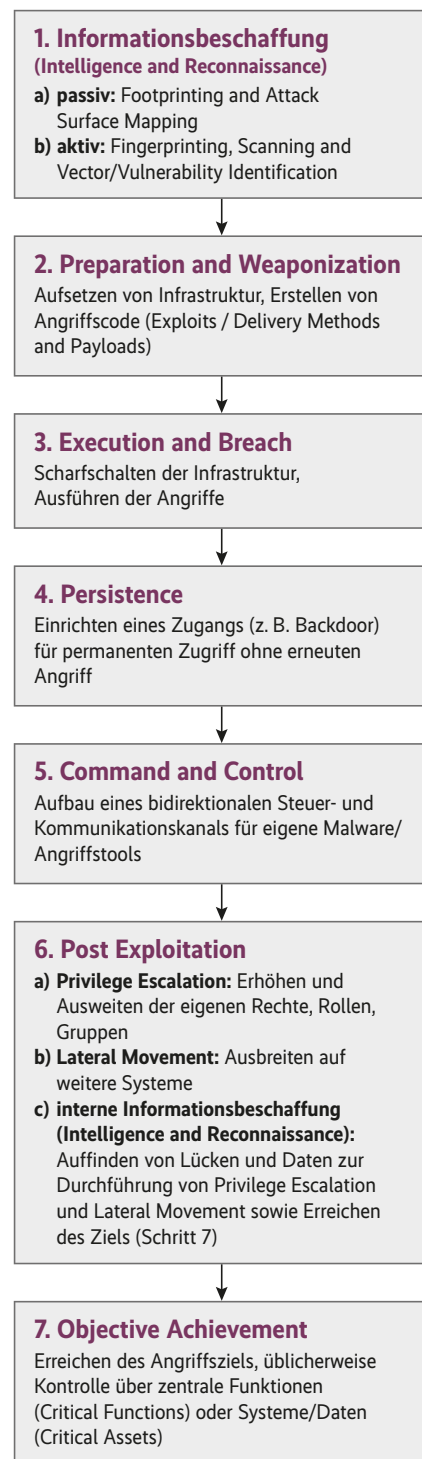 1. Informationsbeschaffung
(Intelligence and Reconnaissance)
a) passiv: Footprinting and Attack
Surface Mapping
b) aktiv: Fingerprinting, Scanning and
Vector/Vulnerability Identification
2. Preparation and Weaponization
Aufsetzen von Infrastruktur, Erstellen von
Angriffscode (Exploits / Delivery Methods
and Payloads)
3. Execution and Breach
Scharfschalten der Infrastruktur,
Ausführen der Angriffe
4. Persistence
Einrichten eines Zugangs (z. B. Backdoor)
für permanenten Zugriff ohne erneuten
Angriff
5. Command and Control
Aufbau eines bidirektionalen Steuer- und
Kommunikationskanals für eigene Malware/
Angriffstools
6. Post Exploitation
a) Privilege Escalation: Erhöhen und
Ausweiten der eigenen Rechte, Rollen,
Gruppen
b) Lateral Movement: Ausbreiten auf
weitere Systeme
c) interne Informationsbeschaffung
(Intelligence and Reconnaissance):
Auffinden von Lücken und Daten zur
Durchführung von Privilege Escalation
und Lateral Movement sowie Erreichen
des Ziels (Schritt 7)
7. Objective Achievement
Erreichen des Angriffsziels, üblicherweise
Kontrolle über zentrale Funktionen
(Critical Functions) oder Systeme/Daten
(Critical Assets)